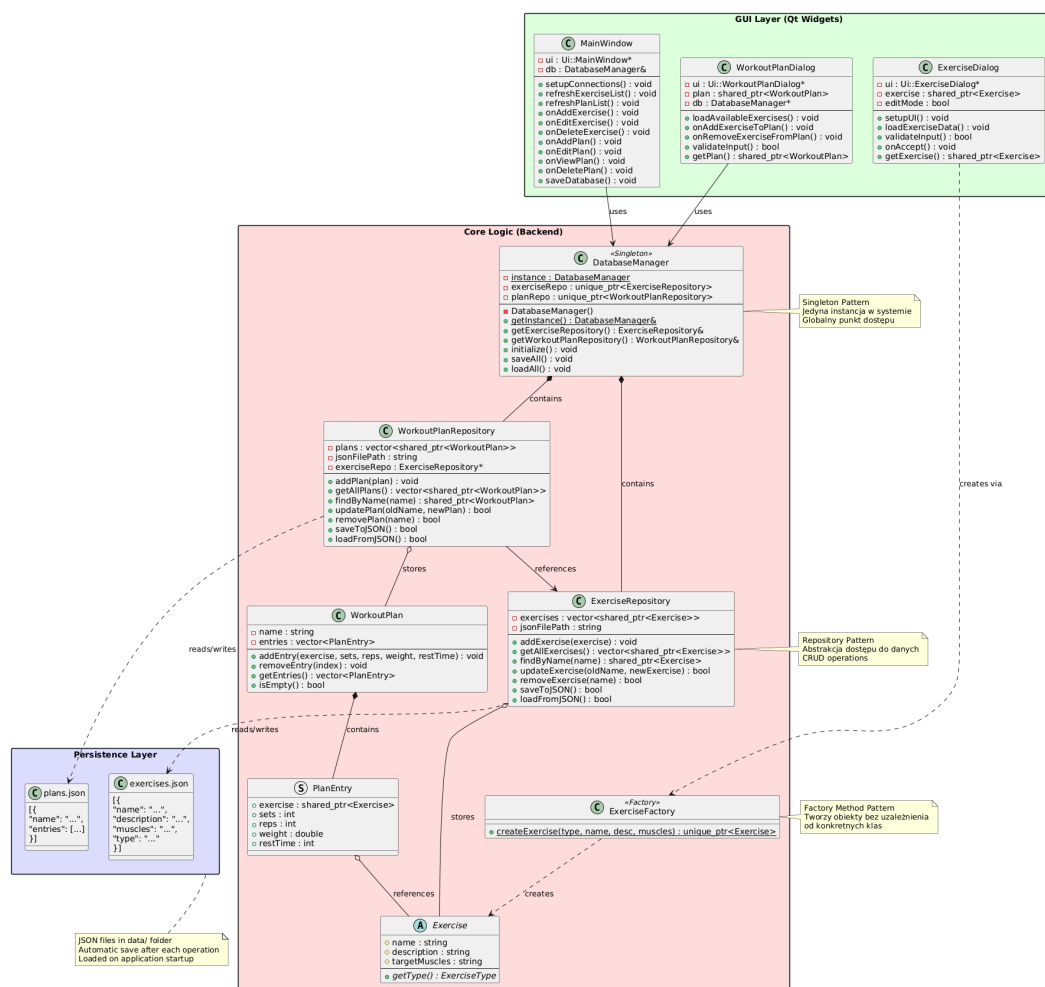 GUI Layer (Qt Widgets)
C MainWindow
ui : Ui::MainWindow*
db : DatabaseManager&
setupConnections() : void
refreshExerciseList() : void
refreshPlanList() : void
onAddExercise() : void
onEditExercise() : void
onDeleteExercise() : void
onAddPlan() : void
onEditPlan() : void
onViewPlan() : void
onDeletePlan() : void
saveDatabase() : void
C WorkoutPlanDialog
ui : Ui::WorkoutPlanDialog*
plan : shared_ptr<WorkoutPlan>
db : DatabaseManager*
loadAvailableExercises() : void
onAddExerciseToPlan() : void
onRemoveExerciseFromPlan() : void
validateInput() : bool
getPlan() : shared_ptr<WorkoutPlan>
C ExerciseDialog
ui : Ui::ExerciseDialog*
exercise : shared_ptr<Exercise>
editMode : bool
setupUI() : void
loadExerciseData() : void
validateInput() : bool
onAccept() : void
getExercise() : shared_ptr<Exercise>
uses
uses
Core Logic (Backend)
C «Singleton»
DatabaseManager
instance : DatabaseManager
exerciseRepo : unique_ptr<ExerciseRepository>
planRepo : unique_ptr<WorkoutPlanRepository>
DatabaseManager()
getInstance() : DatabaseManager&
getExerciseRepository() : ExerciseRepository&
getWorkoutPlanRepository() : WorkoutPlanRepository&
initialize() : void
saveAll() : void
loadAll() : void
Singleton Pattern
Jedyna instancja w systemie
Globalny punkt dostępu
contains
C WorkoutPlanRepository
plans : vector<shared_ptr<WorkoutPlan>>
jsonFilePath : string
exerciseRepo : ExerciseRepository*
addPlan(plan) : void
getAllPlans() : vector<shared_ptr<WorkoutPlan>>
findByName(name) : shared_ptr<WorkoutPlan>
updatePlan(oldName, newPlan) : bool
removePlan(name) : bool
saveToJSON() : bool
loadFromJSON() : bool
contains
creates via
stores
references
C WorkoutPlan
name : string
entries : vector<PlanEntry>
addEntry(exercise, sets, reps, weight, restTime) : void
removeEntry(index) : void
getEntries() : vector<PlanEntry>
isEmpty() : bool
C ExerciseRepository
exercises : vector<shared_ptr<Exercise>>
jsonFilePath : string
addExercise(exercise) : void
getAllExercises() : vector<shared_ptr<Exercise>>
findByName(name) : shared_ptr<Exercise>
updateExercise(oldName, newExercise) : bool
removeExercise(name) : bool
saveToJSON() : bool
loadFromJSON() : bool
Repository Pattern
Abstrakcja dostępu do danych
CRUD operations
reads/writes
reads/writes
contains
Persistence Layer
C plans.json
[{
"name": "...",
"entries": [...]
}]
C exercises.json
[{
"name": "...",
"description": "...",
"muscles": "...",
"type": "..."
}]
S PlanEntry
exercise : shared_ptr<Exercise>
sets : int
reps : int
weight : double
restTime : int
stores
C «Factory»
ExerciseFactory
createExercise(type, name, desc, muscles) : unique_ptr<Exercise>
Factory Method Pattern
Tworzy obiekty bez uzależnienia
od konkretnych klas
references
creates
JSON files in data/ folder
Automatic save after each operation
Loaded on application startup
A Exercise
name : string
description : string
targetMuscles : string
getType() : ExerciseType